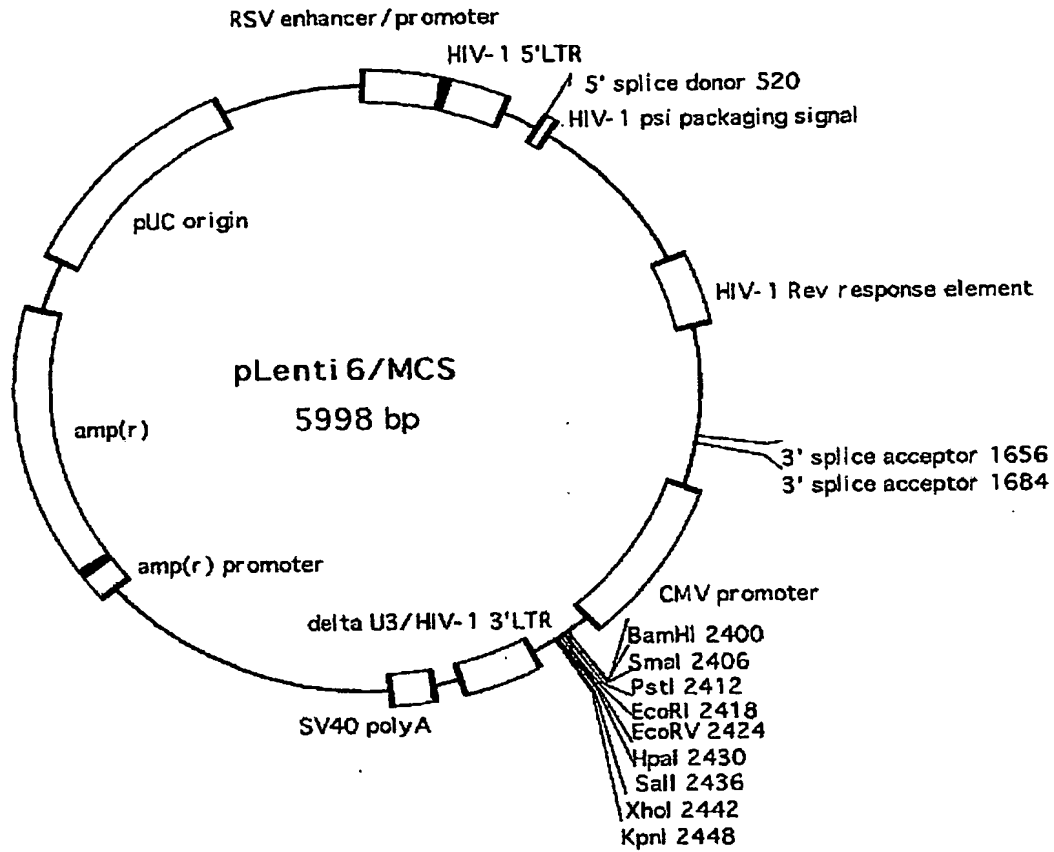 RSV enhancer/promoter
HIV-1 5'LTR
5' splice donor 520
HIV-1 psi packaging signal
pUC origin
HIV-1 Rev response element
pLenti6/MCS
5998 bp
amp(r)
3' splice acceptor 1656
3' splice acceptor 1684
amp(r) promoter
CMV promoter
delta U3/HIV-1 3'LTR
BamHI 2400
SmaI 2406
PstI 2412
EcoRI 2418
EcoRV 2424
HpaI 2430
SalI 2436
XhoI 2442
KpnI 2448
SV40 polyA